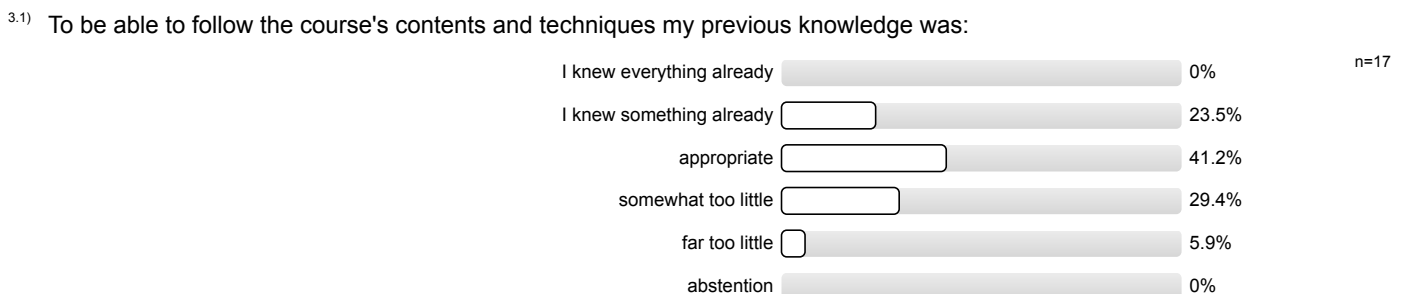 3.1) To be able to follow the course's contents and techniques my previous knowledge was:
n=17
I knew everything already 0%
I knew something already 23.5%
appropriate 41.2%
somewhat too little 29.4%
far too little 5.9%
abstention 0%